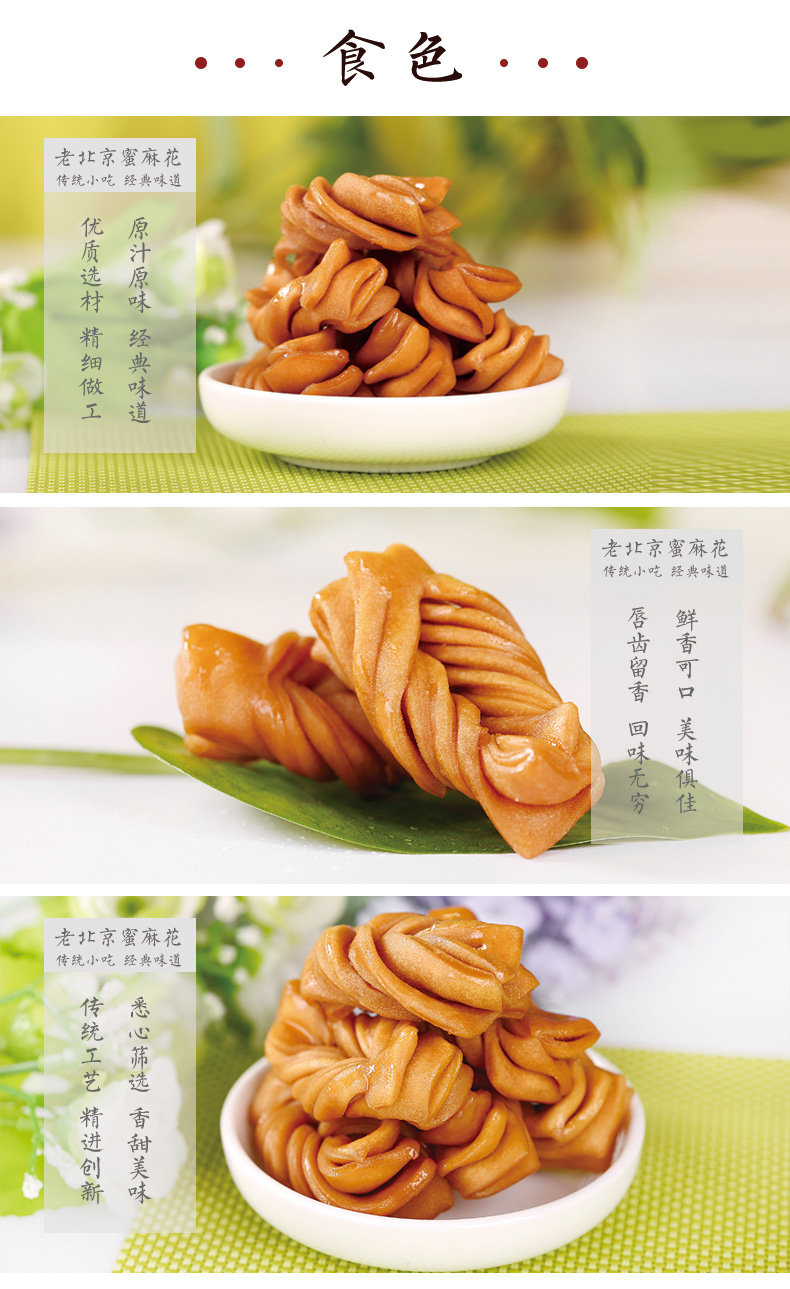 食色
老北京蜜麻花
传统小吃 经典味道
原汁原味 经典味道
优质选材 精细做工
老北京蜜麻花
传统小吃 经典味道
鲜香可口 美味俱佳
唇齿留香 回味无穷
老北京蜜麻花
传统小吃 经典味道
悉心筛选 香甜美味
传统工艺 精进创新